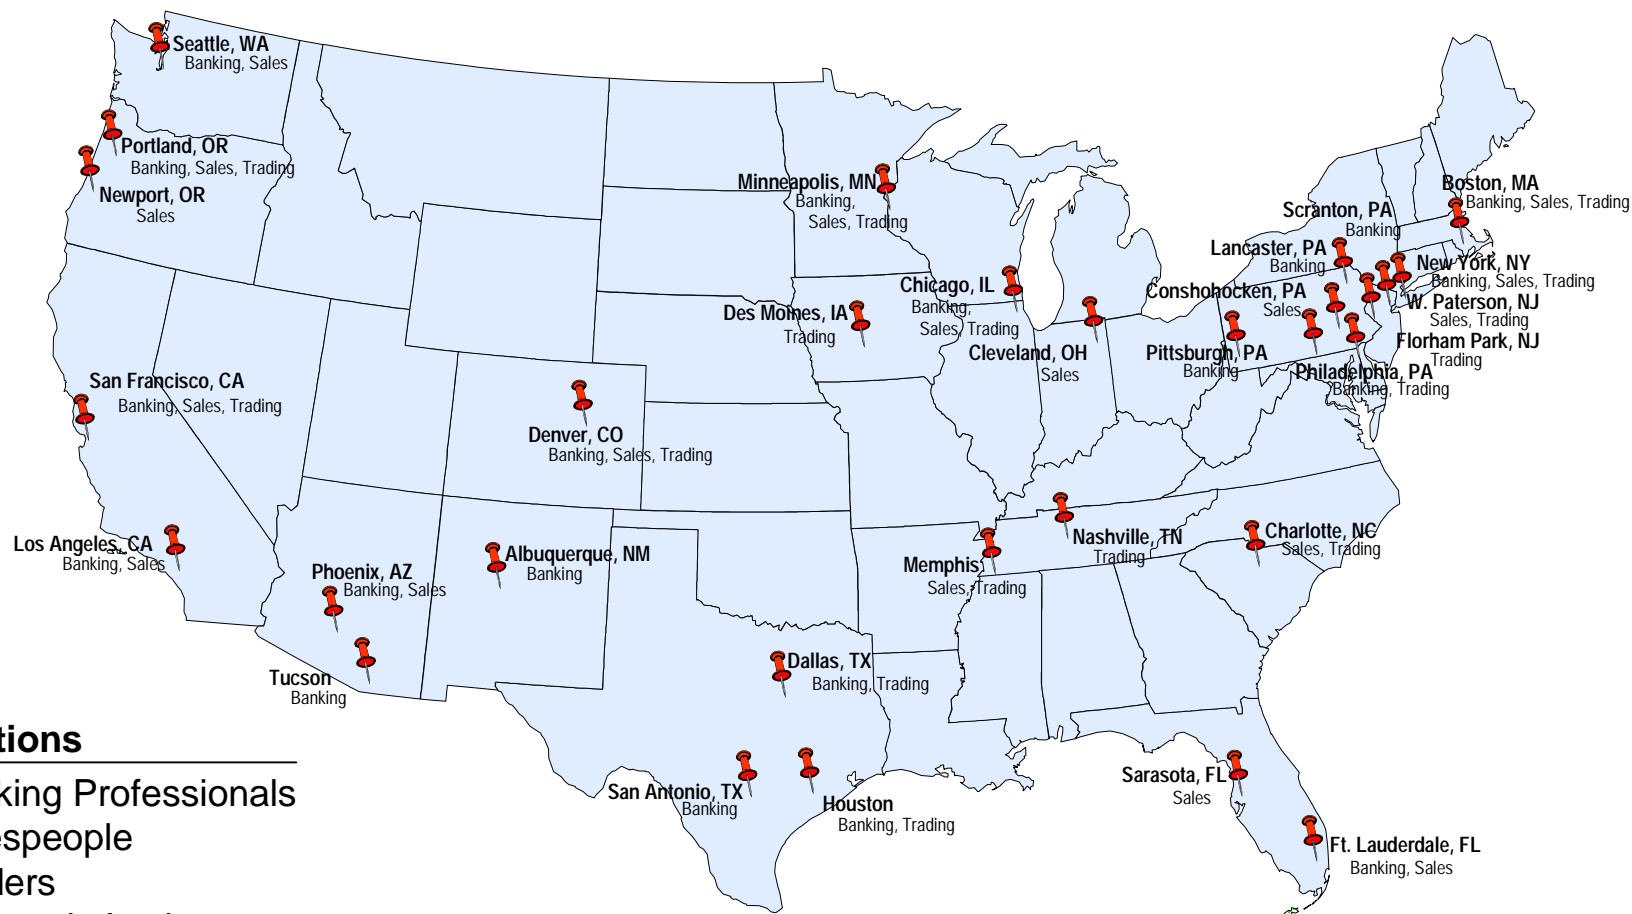 Seattle, WA
Banking, Sales
Portland, OR
Banking, Sales, Trading
Newport, OR
Sales
Minneapolis, MN
Banking,
Sales, Trading
Boston, MA
Banking, Sales, Trading
Scranton, PA
Banking
Lancaster, PA
Banking
New York, NY
Banking, Sales, Trading
Chicago, IL
Banking,
Sales, Trading
Conshohocken, PA
Sales
W. Paterson, NJ
Sales, Trading
Des Moines, IA
Trading
Florham Park, NJ
Trading
Cleveland, OH
Sales
Pittsburgh, PA
Banking
Philadelphia, PA
Banking, Trading
San Francisco, CA
Banking, Sales, Trading
Denver, CO
Banking, Sales, Trading
Los Angeles, CA
Banking, Sales
Phoenix, AZ
Banking, Sales
Albuquerque, NM
Banking
Nashville, TN
Trading
Charlotte, NC
Sales, Trading
Memphis
Sales, Trading
Tucson
Banking
Dallas, TX
Banking, Trading
San Antonio, TX
Banking
Houston
Banking, Trading
Sarasota, FL
Sales
Ft. Lauderdale, FL
Banking, Sales
tions
king Professionals
espeople
ders